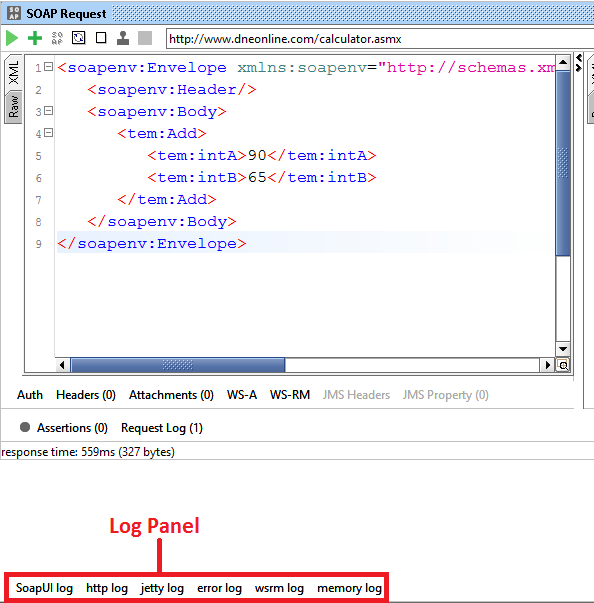 SOAP Request
http://www.dneonline.com/calculator.asmx
XML
Raw
1 <soapenv:Envelope xmlns:soapenv="http://schemas.xm
2 <soapenv:Header/>
3 <soapenv:Body>
4 <tem:Add>
5 <tem:intA>90</tem:intA>
6 <tem:intB>65</tem:intB>
7 </tem:Add>
8 </soapenv:Body>
9 </soapenv:Envelope>
Auth Headers (0) Attachments (0) WS-A WS-RM JMS Headers JMS Property (0)
Assertions (0) Request Log (1)
response time: 559ms (327 bytes)
Log Panel
SoapUI log http log jetty log error log wsrm log memory log